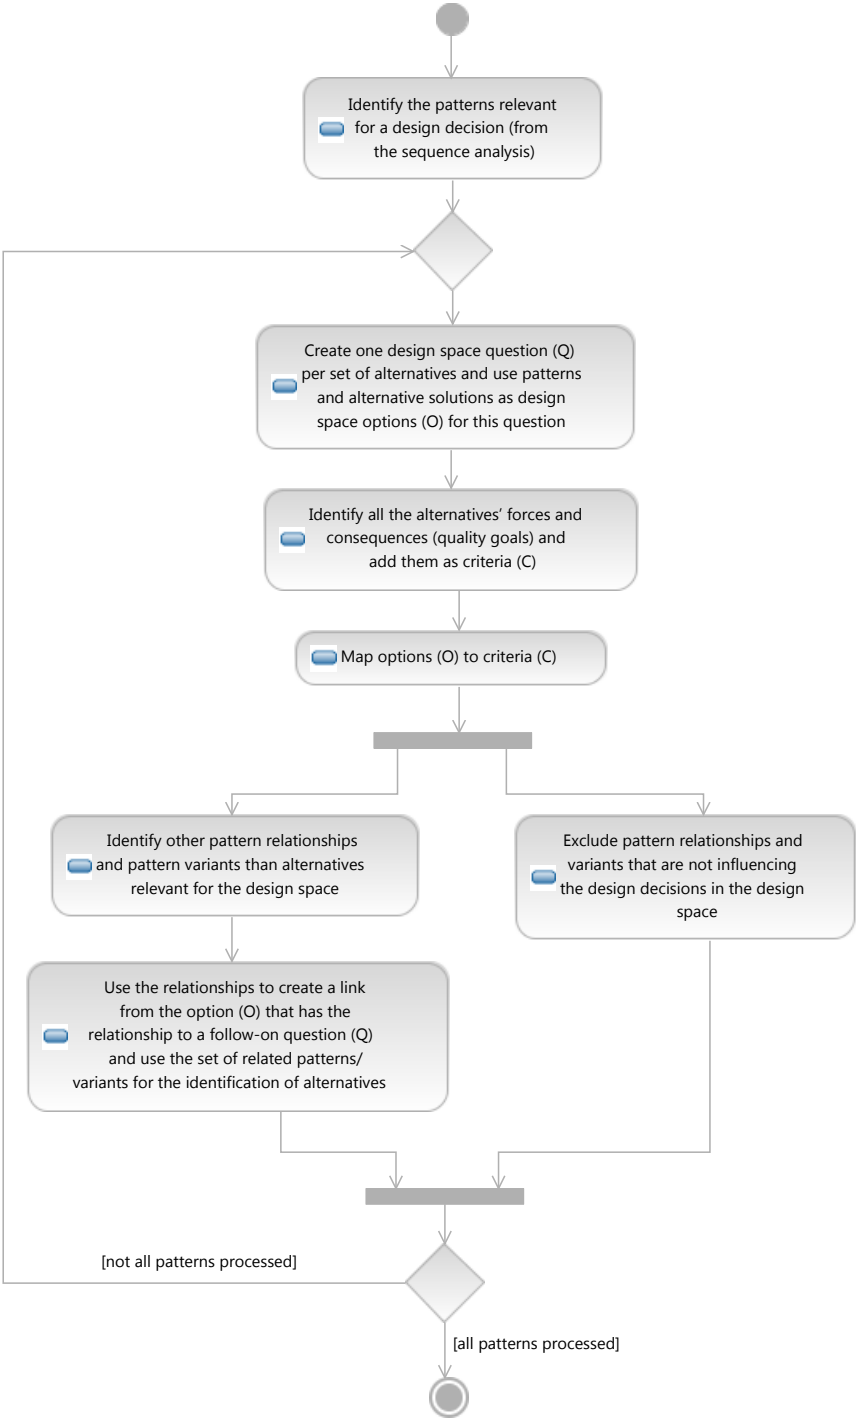 Identify the patterns relevant
for a design decision (from
the sequence analysis)
Create one design space question (Q)
per set of alternatives and use patterns
and alternative solutions as design
space options (O) for this question
Identify all the alternatives’ forces and
consequences (quality goals) and
add them as criteria (C)
Map options (O) to criteria (C)
Identify other pattern relationships
and pattern variants than alternatives
relevant for the design space
Exclude pattern relationships and
variants that are not influencing
the design decisions in the design
space
Use the relationships to create a link
from the option (O) that has the
relationship to a follow-on question (Q)
and use the set of related patterns/
variants for the identification of alternatives
[not all patterns processed]
[all patterns processed]